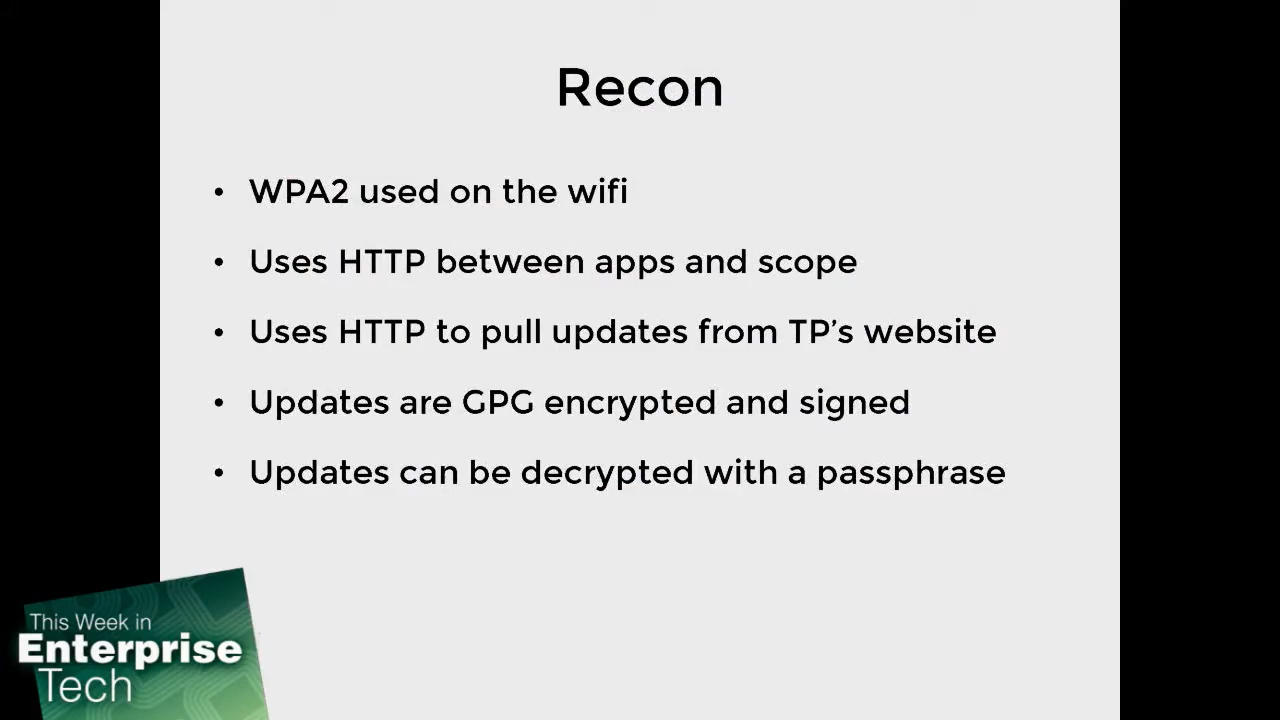 Recon
• WPA2 used on the wifi
• Uses HTTP between apps and scope
• Uses HTTP to pull updates from TP’s website
• Updates are GPG encrypted and signed
• Updates can be decrypted with a passphrase
This Week in
Enterprise
Tech